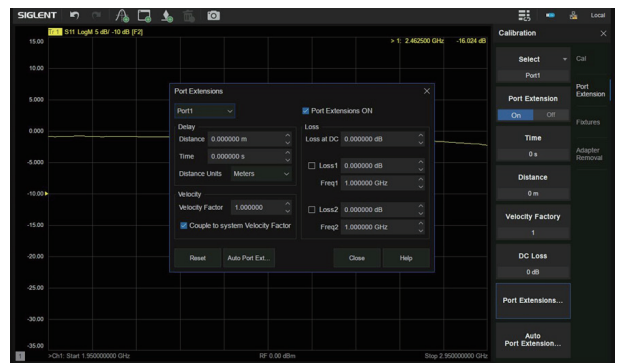 SIGLENT
Local
Tr 1 S11 LogM 5 dB/ -10 dB [F2]
> 1: 2.462500 GHz -16.024 dB
15.00
10.00
5.000
0.000
-5.000
-10.00
-15.00
-20.00
-25.00
-30.00
-35.00
Port Extensions
Port1
Port Extensions ON
Delay
Distance 0.000000 m
Time 0.000000 s
Distance Units Meters
Velocity
Velocity Factor 1.000000
Couple to system Velocity Factor
Loss
Loss at DC 0.000000 dB
Loss1 0.000000 dB
Freq1 1.000000 GHz
Loss2 0.000000 dB
Freq2 1.000000 GHz
Reset Auto Port Ext... Close Help
1 >Ch1: Start 1.950000000 GHz RF 0.00 dBm Stop 2.950000000 GHz
Calibration
Select
Port1
Port Extension
On Off
Time
0 s
Distance
0 m
Velocity Factory
1
DC Loss
0 dB
Port Extensions...
Auto
Port Extension...
Cal
Port
Extension
Fixtures
Adapter
Removal